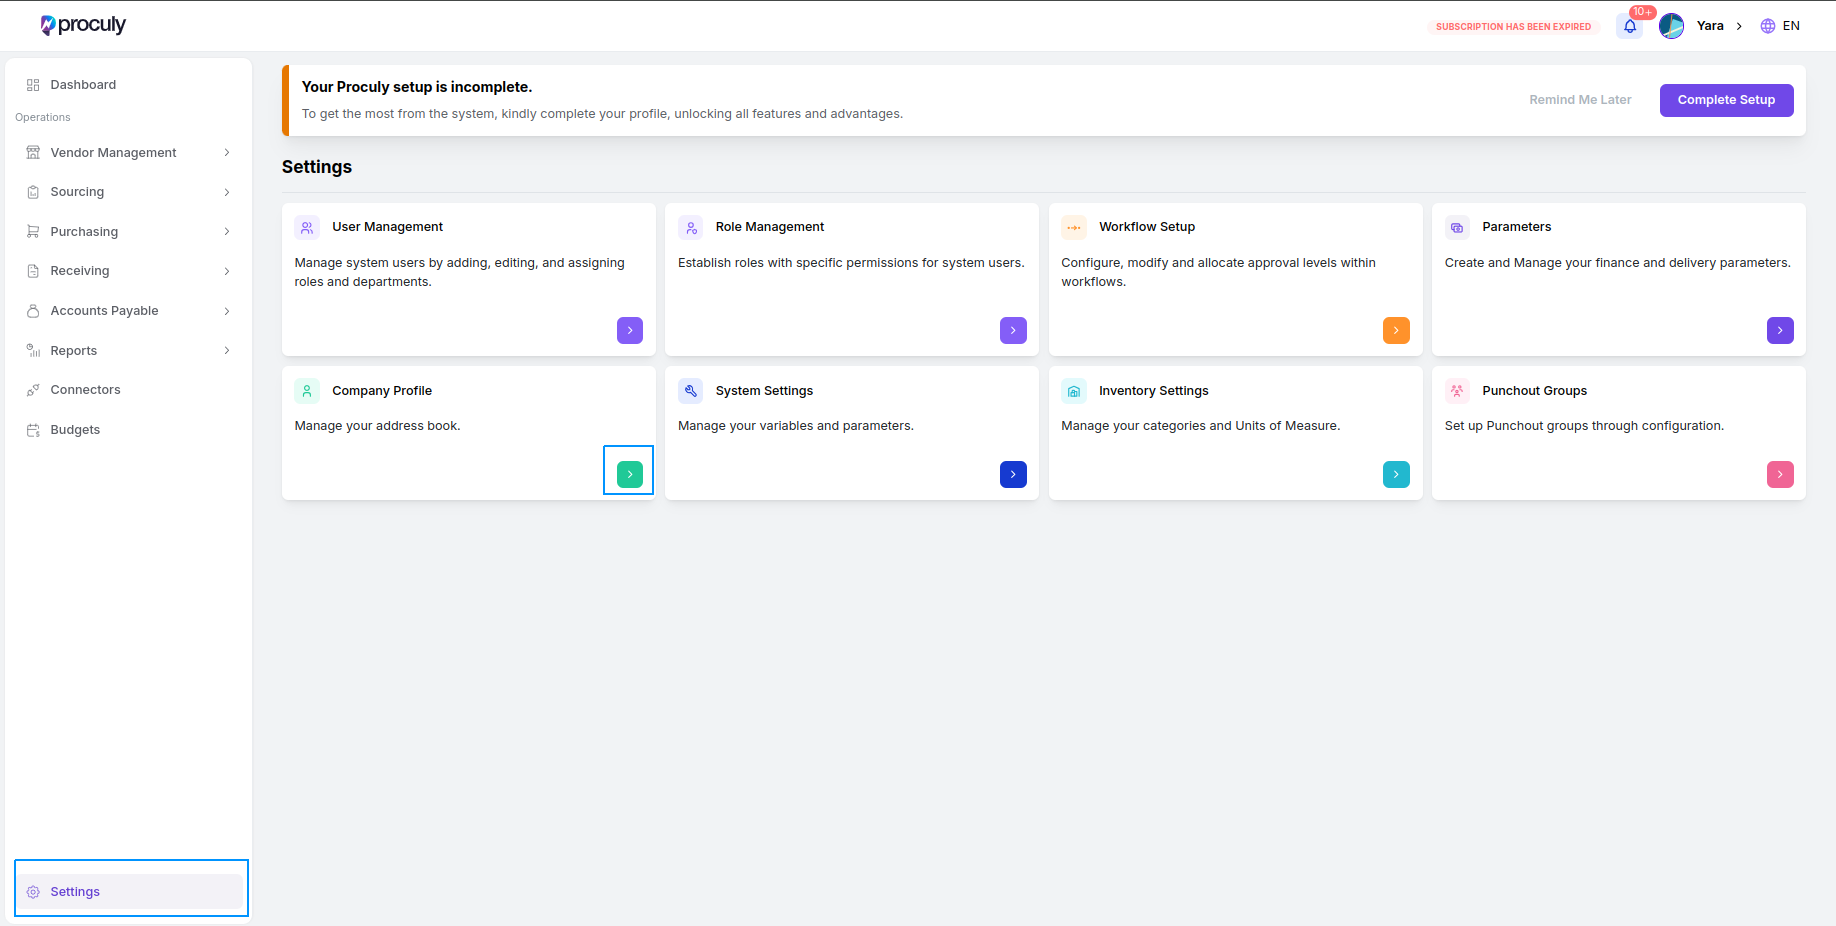 proculy
SUBSCRIPTION HAS BEEN EXPIRED
10+
Yara
EN
Dashboard
Operations
Vendor Management
Sourcing
Purchasing
Receiving
Accounts Payable
Reports
Connectors
Budgets
Settings
Your Proculy setup is incomplete.
To get the most from the system, kindly complete your profile, unlocking all features and advantages.
Remind Me Later
Complete Setup
Settings
User Management
Manage system users by adding, editing, and assigning
roles and departments.
Role Management
Establish roles with specific permissions for system users.
Workflow Setup
Configure, modify and allocate approval levels within
workflows.
Parameters
Create and Manage your finance and delivery parameters.
Company Profile
Manage your address book.
System Settings
Manage your variables and parameters.
Inventory Settings
Manage your categories and Units of Measure.
Punchout Groups
Set up Punchout groups through configuration.